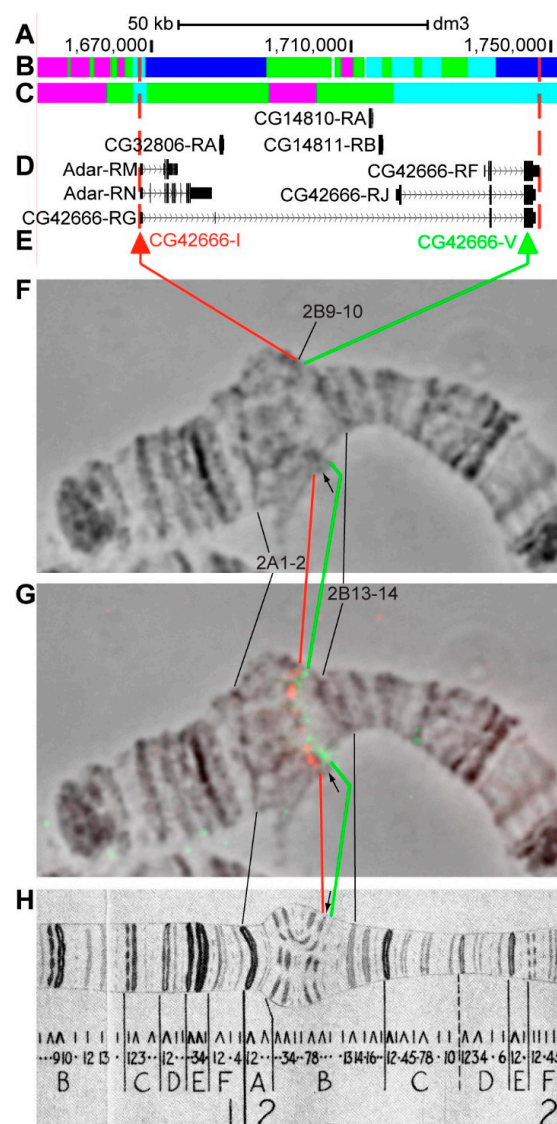 A 50 kb dm3
1,670,000 1,710,000 1,750,000
B
C
CG14810-RA
CG32806-RA CG14811-RB
D Adar-RM CG42666-RF
Adar-RN CG42666-RJ
CG42666-RG
E CG42666-I CG42666-V
F
2B9-10
2A1-2
G 2B13-14
H
B C D E F A B C D E F
1 2 2